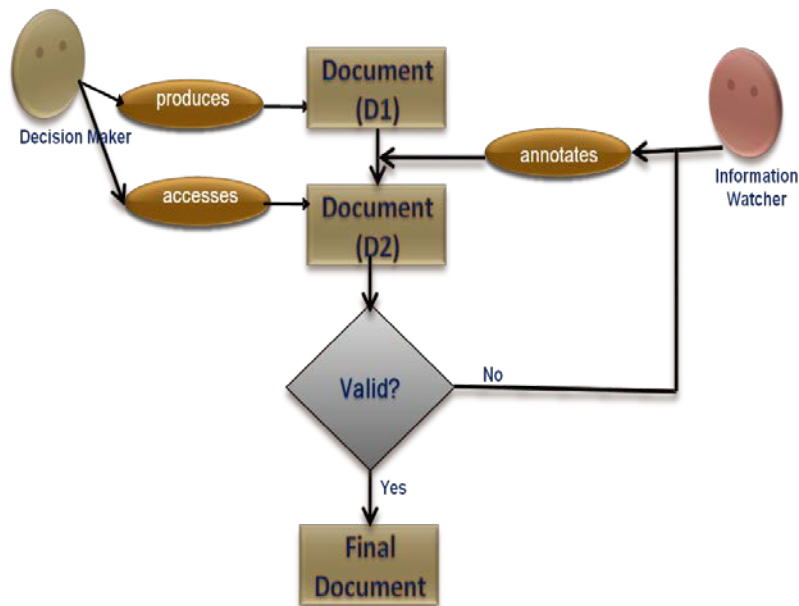 Decision Maker
produces
Document
(D1)
annotates
Information
Watcher
accesses
Document
(D2)
Valid?
No
Yes
Final
Document